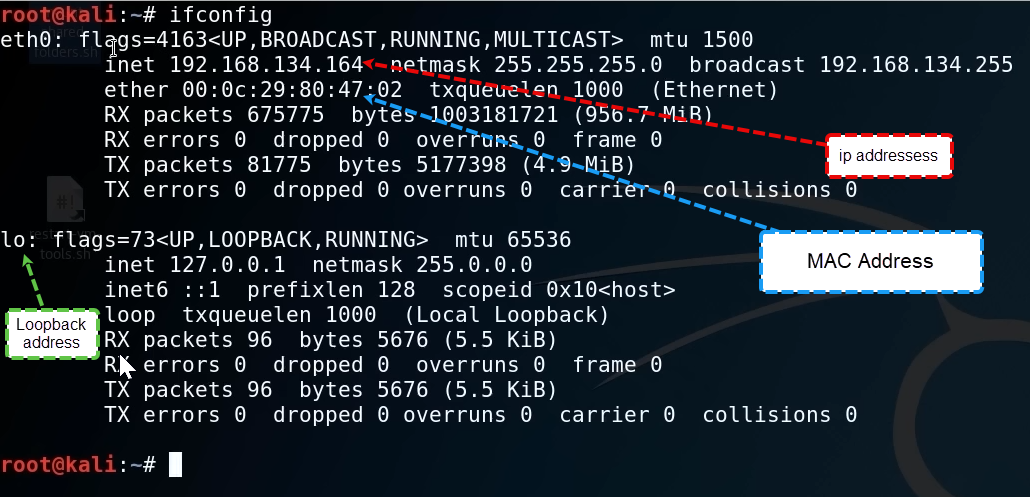 root@kali:~# ifconfig
eth0: flags=4163<UP,BROADCAST,RUNNING,MULTICAST>  mtu 1500
inet 192.168.134.164  netmask 255.255.255.0  broadcast 192.168.134.255
ether 00:0c:29:80:47:02  txqueuelen 1000  (Ethernet)
RX packets 675775  bytes 1003181721 (956.7 MiB)
RX errors 0  dropped 0  overruns 0  frame 0
ip addressess
TX packets 81775  bytes 5177398 (4.9 MiB)
TX errors 0  dropped 0 overruns 0  carrier 0  collisions 0
lo: flags=73<UP,LOOPBACK,RUNNING>  mtu 65536
tools.sh
MAC Address
inet 127.0.0.1  netmask 255.0.0.0
inet6 ::1  prefixlen 128  scopeid 0x10<host>
loop  txqueuelen 1000  (Local Loopback)
Loopback
address
RX packets 96  bytes 5676 (5.5 KiB)
RX errors 0  dropped 0  overruns 0  frame 0
TX packets 96  bytes 5676 (5.5 KiB)
TX errors 0  dropped 0 overruns 0  carrier 0  collisions 0
root@kali:~#